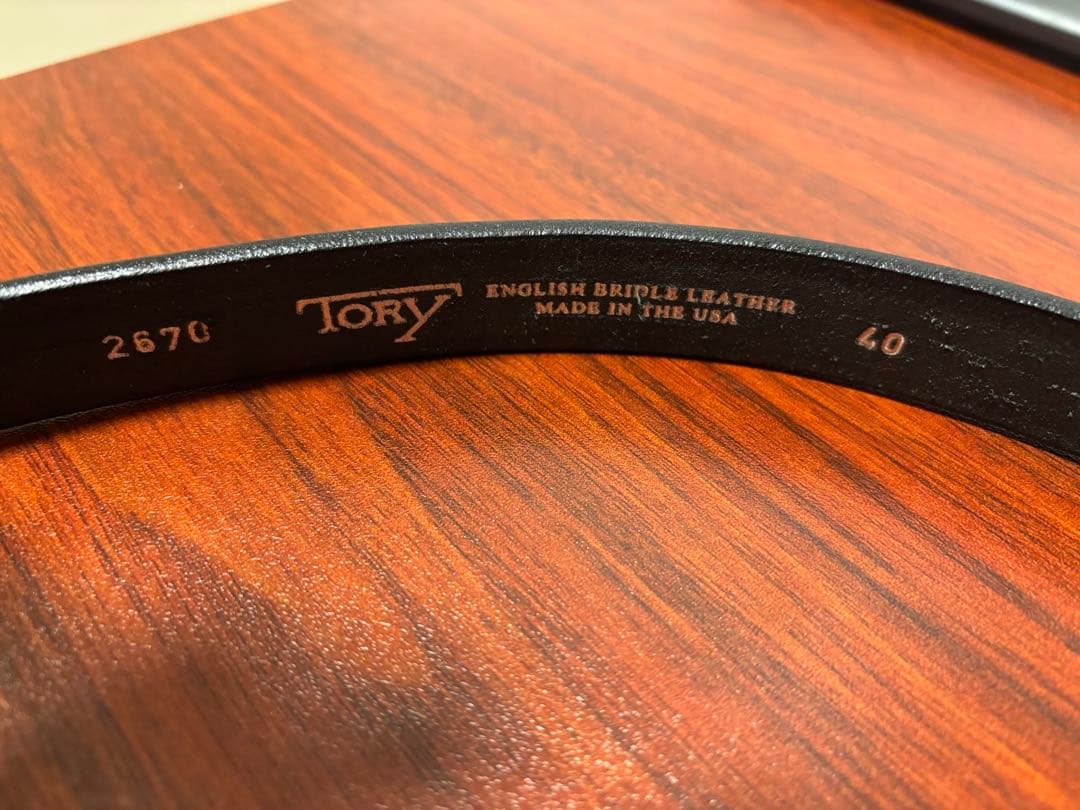 2670
TORY
ENGLISH BRIDLE LEATHER
MADE IN THE USA
40